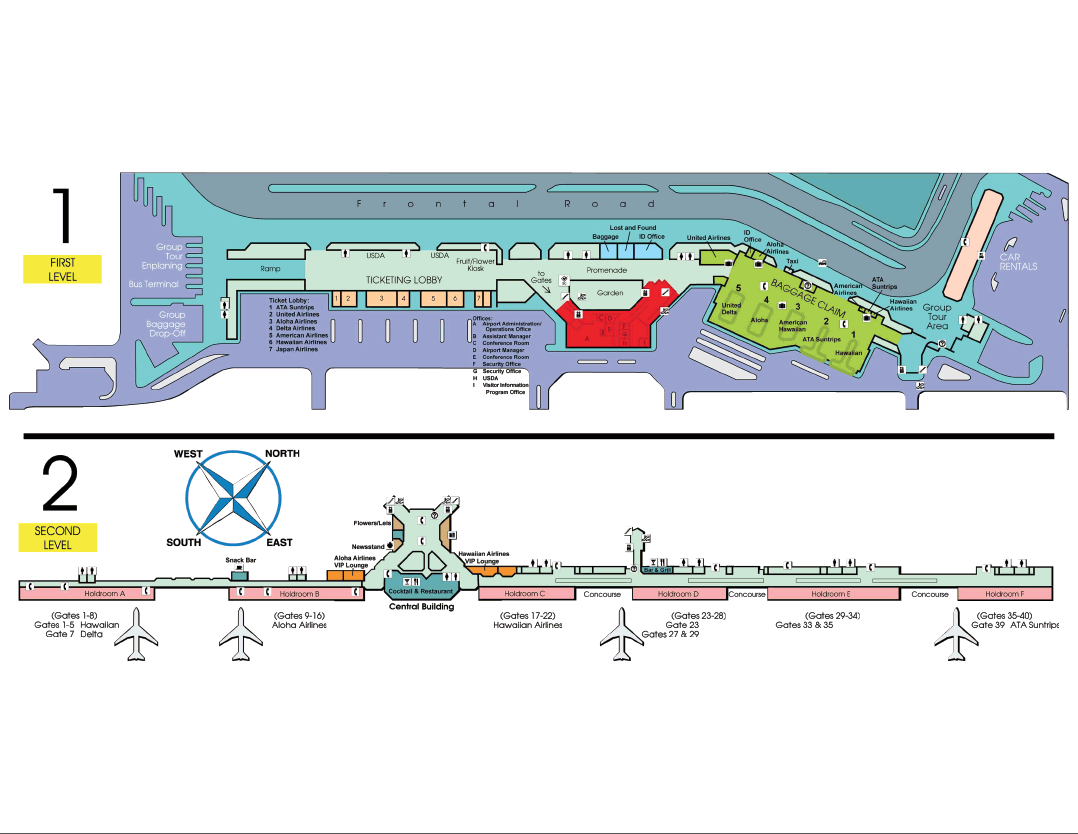 1
FIRST
LEVEL
Frontal Road
Group
Tour
Enplaning
Bus Terminal
Group
Baggage
Drop-Off
Ramp
USDA
USDA
Fruit/Flower
Kiosk
TICKETING LOBBY
1 2 3 4 5 6 7
Ticket Lobby:
1 ATA Suntrips
2 United Airlines
3 Aloha Airlines
4 Delta Airlines
5 American Airlines
6 Hawaiian Airlines
7 Japan Airlines
to
Gates
Lost and Found
Baggage
ID Office
Promenade
Garden
A
Offices:
A Airport Administration/
Operations Office
B Assistant Manager
C Conference Room
D Airport Manager
E Conference Room
F Security Office
G Security Office
H USDA
I Visitor Information
Program Office
United Airlines
ID
Office
Aloha
Airlines
Taxi
American
Airlines
ATA
Suntrips
Hawaiian
Airlines
BAGGAGE CLAIM
5
4
3
2
1
United
Delta
Aloha
American
Hawaiian
ATA Suntrips
Hawaiian
Group
Tour
Area
CAR
RENTALS
2
SECOND
LEVEL
WEST
NORTH
SOUTH
EAST
Flowers/Leis
Newsstand
Snack Bar
Aloha Airlines
VIP Lounge
Hawaiian Airlines
VIP Lounge
Cocktail & Restaurant
Central Building
Bar & Grill
Holdroom A
Holdroom B
Holdroom C
Concourse
Holdroom D
Concourse
Holdroom E
Concourse
Holdroom F
(Gates 1-8)
Gates 1-5 Hawaiian
Gate 7 Delta
(Gates 9-16)
Aloha Airlines
(Gates 17-22)
Hawaiian Airlines
(Gates 23-28)
Gate 23
Gates 27 & 29
(Gates 29-34)
Gates 33 & 35
(Gates 35-40)
Gate 39 ATA Suntrips